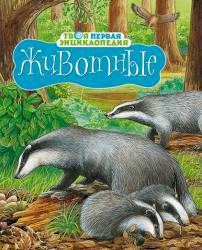 ТВОЯ ПЕРВАЯ
ЭНЦИКЛОПЕДИЯ
Животные